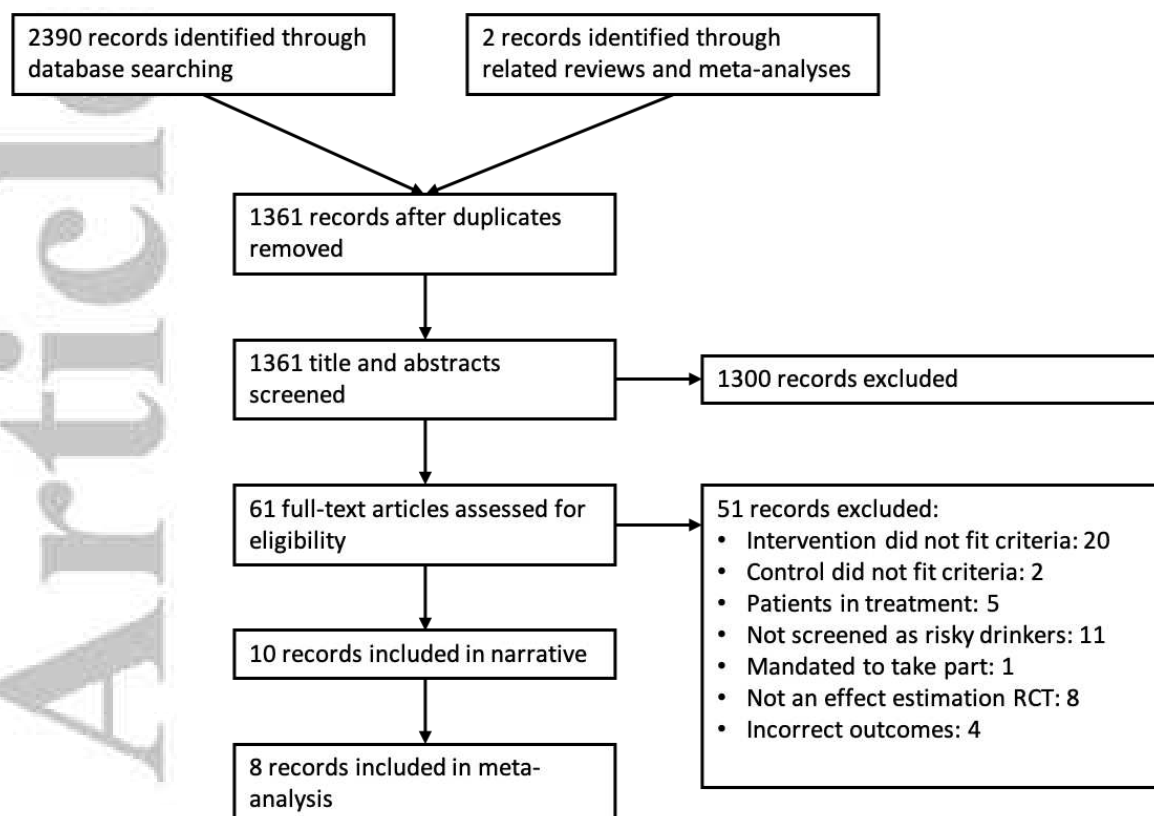 2390 records identified through
database searching
2 records identified through
related reviews and meta-analyses
1361 records after duplicates
removed
1361 title and abstracts
screened
1300 records excluded
61 full-text articles assessed for
eligibility
51 records excluded:
• Intervention did not fit criteria: 20
• Control did not fit criteria: 2
• Patients in treatment: 5
• Not screened as risky drinkers: 11
• Mandated to take part: 1
• Not an effect estimation RCT: 8
• Incorrect outcomes: 4
10 records included in narrative
8 records included in meta-
analysis
Articl